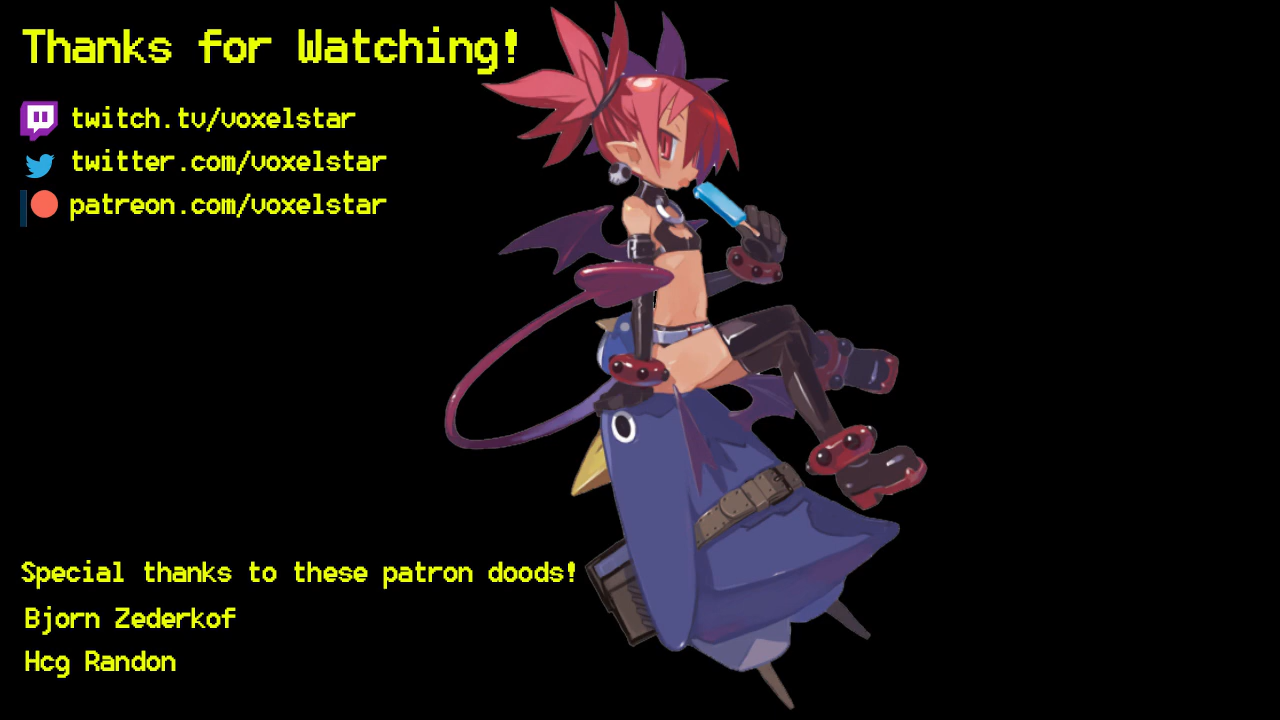 Thanks for Watching!
twitch.tv/voxelstar
twitter.com/voxelstar
patreon.com/voxelstar
Special thanks to these patron doods!
Bjorn Zederkof
Hcg Randon